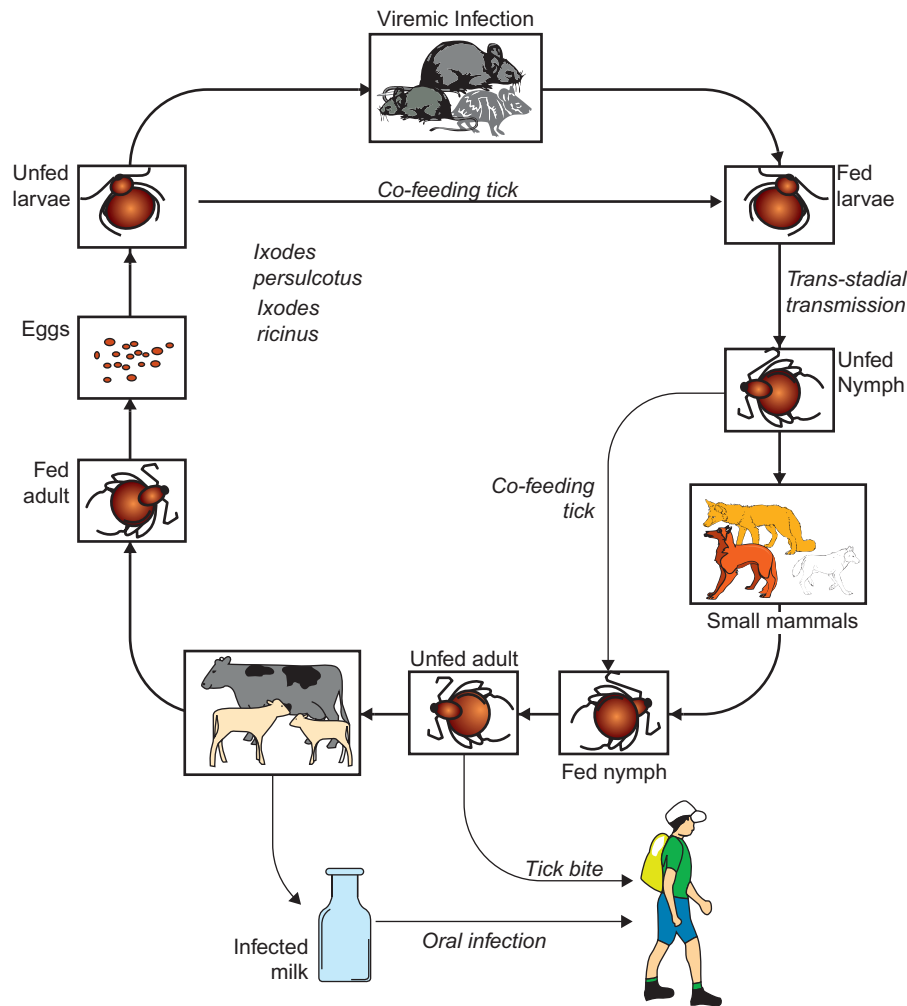 Viremic Infection
Unfed
larvae
Co-feeding tick
Fed
larvae
Ixodes
persulcotus
Ixodes
ricinus
Trans-stadial
transmission
Eggs
Unfed
Nymph
Fed
adult
Co-feeding
tick
Small mammals
Unfed adult
Fed nymph
Tick bite
Infected
milk
Oral infection